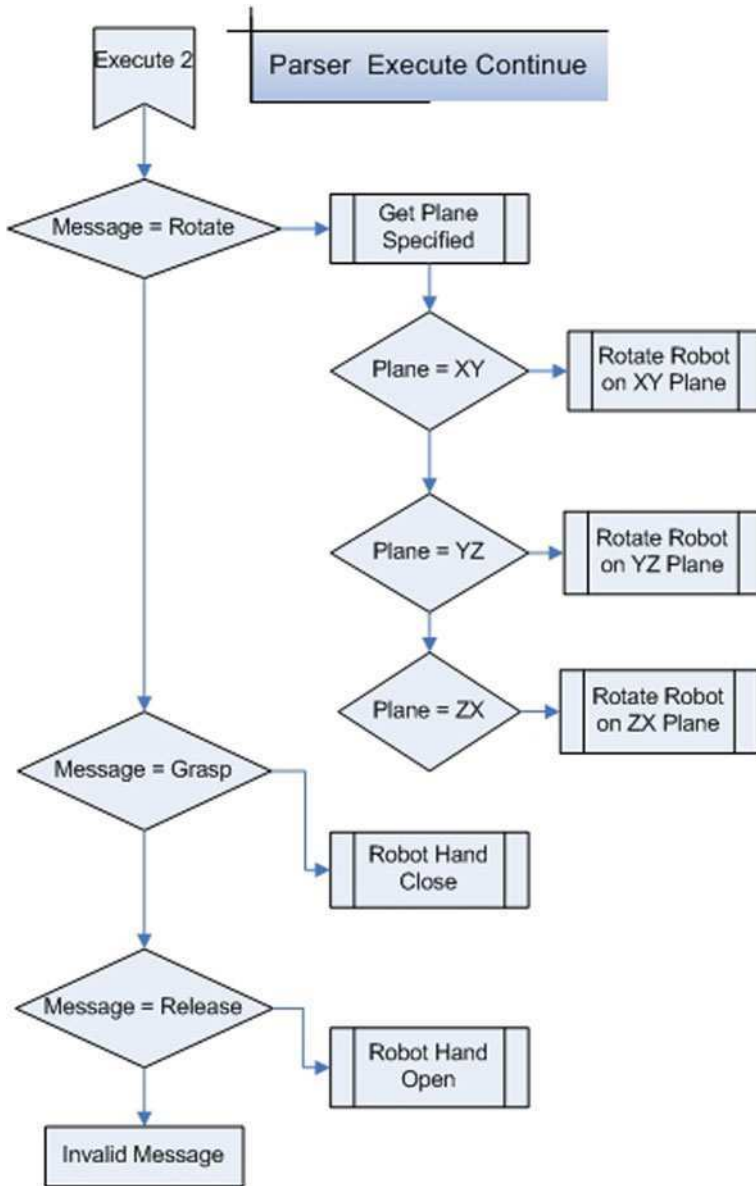 Execute 2
Parser Execute Continue
Message = Rotate
Get Plane
Specified
Plane = XY
Rotate Robot
on XY Plane
Plane = YZ
Rotate Robot
on YZ Plane
Plane = ZX
Rotate Robot
on ZX Plane
Message = Grasp
Robot Hand
Close
Message = Release
Robot Hand
Open
Invalid Message